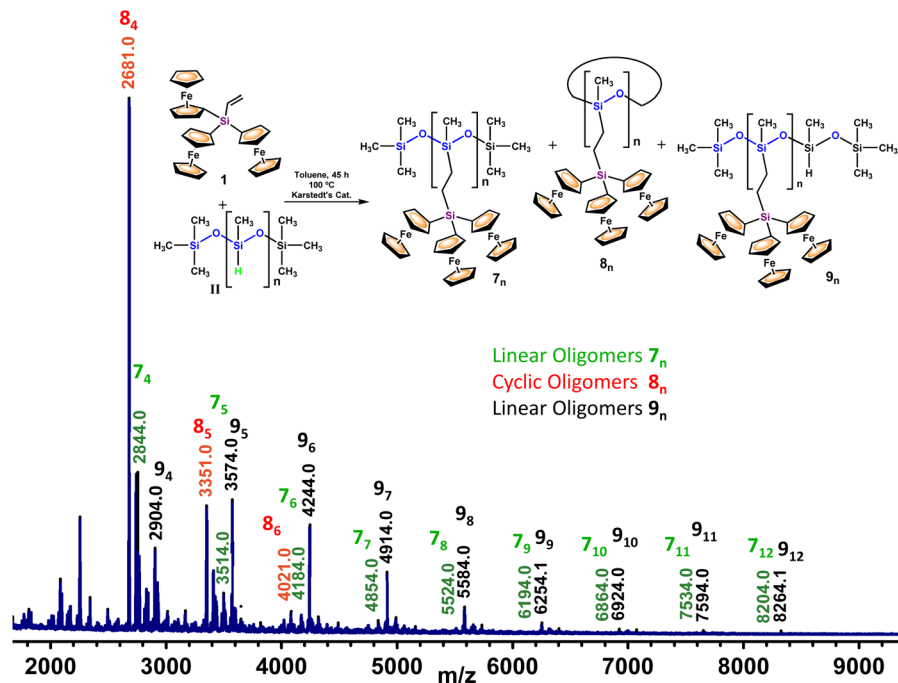 8₄
2681.0
Fe
Si
Fe
Fe
1
+
CH₃
CH₃
CH₃
H₃C
Si
O
Si
O
Si
CH₃
CH₃
H
CH₃
n
II
Toluene, 45 h
100 ºC
Karstedt's Cat.
CH₃
CH₃
CH₃
H₃C
Si
O
Si
O
Si
CH₃
CH₃
CH₃
n
Si
Fe
Fe
Fe
7ₙ
+
CH₃
Si
O
n
Si
Fe
Fe
Fe
8ₙ
+
CH₃
CH₃
CH₃
CH₃
H₃C
Si
O
Si
O
Si
O
Si
CH₃
CH₃
H
CH₃
n
Si
Fe
Fe
Fe
9ₙ
Linear Oligomers 7ₙ
Cyclic Oligomers 8ₙ
Linear Oligomers 9ₙ
7₄
2844.0
9₄
2904.0
8₅
3351.0
7₅
3514.0
9₅
3574.0
8₆
4021.0
7₆
4184.0
9₆
4244.0
7₇
4854.0
9₇
4914.0
7₈
5524.0
9₈
5584.0
7₉
6194.0
9₉
6254.1
7₁₀
6864.0
9₁₀
6924.0
7₁₁
7534.0
9₁₁
7594.0
7₁₂
8204.0
9₁₂
8264.1
2000 3000 4000 5000 6000 7000 8000 9000
m/z